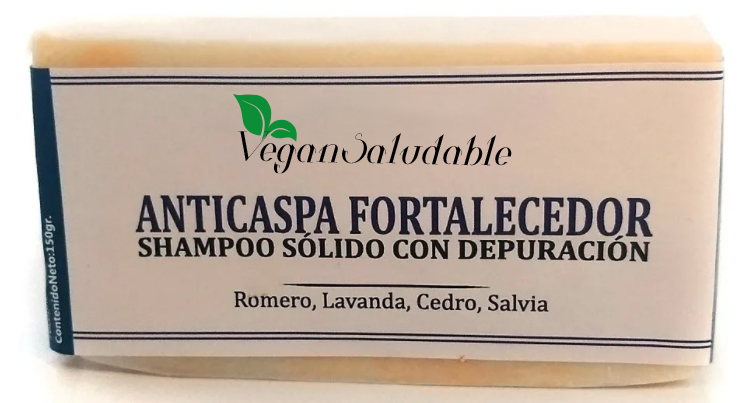 VeganSaludable
ANTICASPA FORTALECEDOR
SHAMPOO SÓLIDO CON DEPURACIÓN
Romero, Lavanda, Cedro, Salvia
ContenidoNeto:150gr.